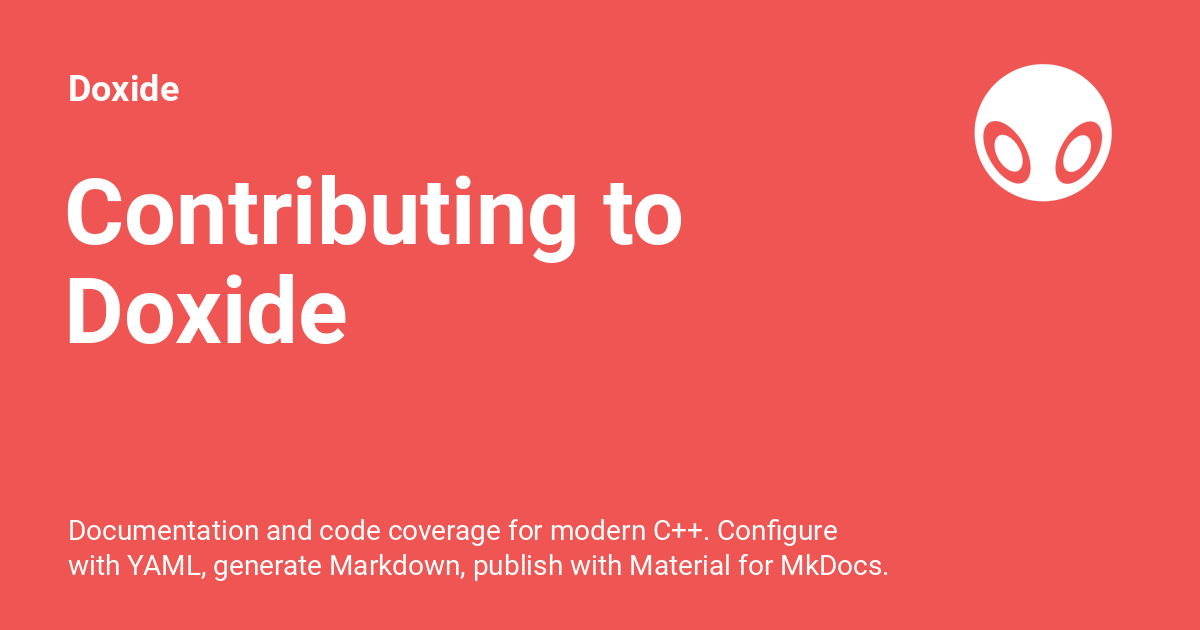 Doxide
Contributing to
Doxide
Documentation and code coverage for modern C++. Configure
with YAML, generate Markdown, publish with Material for MkDocs.